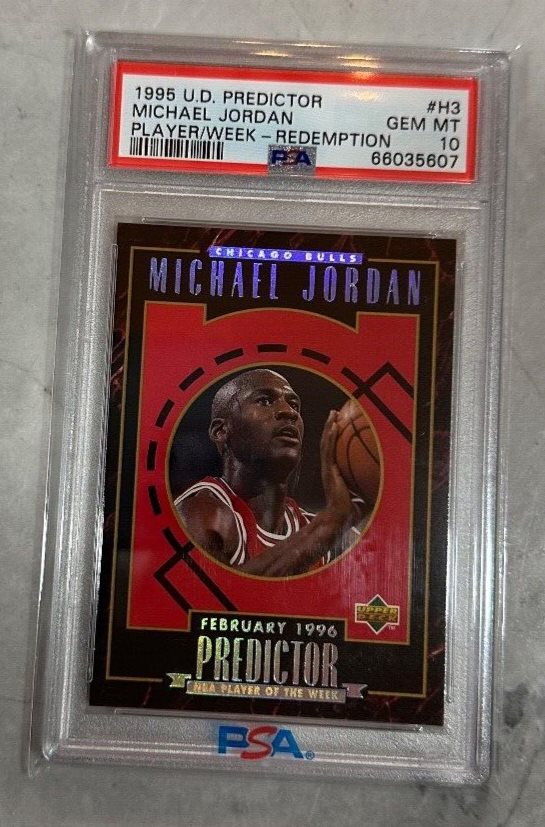 1995 U.D. PREDICTOR #H3
MICHAEL JORDAN GEM MT
PLAYER/WEEK – REDEMPTION 10
PSA 66035607
CHICAGO BULLS
MICHAEL JORDAN
UPPER
DECK
TM
FEBRUARY 1996
PREDICTOR
NBA PLAYER OF THE WEEK
PSA®